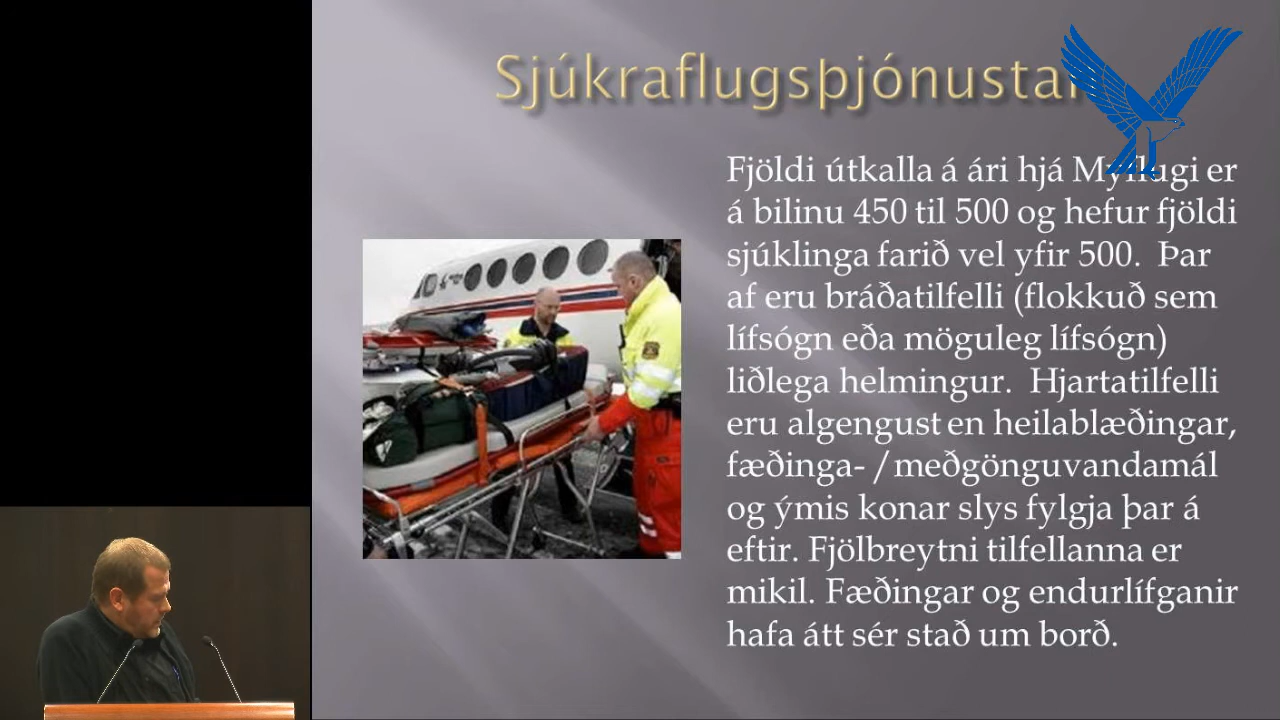 Sjúkraflugsþjónustan
Fjöldi útkalla á ári hjá Mýflugi er
á bilinu 450 til 500 og hefur fjöldi
sjúklinga farið vel yfir 500. Þar
af eru bráðatilfelli (flokkuð sem
lífsógn eða möguleg lífsógn)
liðlega helmingur. Hjartatilfelli
eru algengust en heilablæðingar,
fæðinga- /meðgönguvandamál
og ýmis konar slys fylgja þar á
eftir. Fjölbreytni tilfellanna er
mikil. Fæðingar og endurlífganir
hafa átt sér stað um borð.